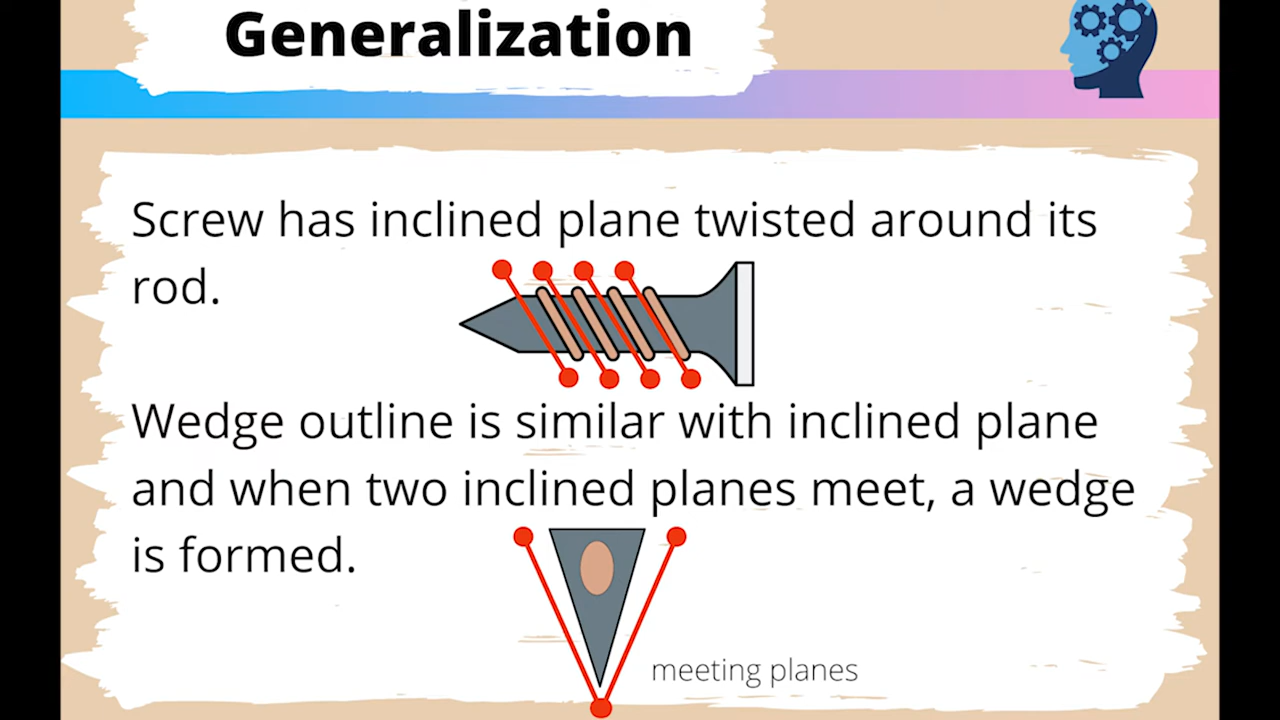 Generalization
Screw has inclined plane twisted around its
rod.
Wedge outline is similar with inclined plane
and when two inclined planes meet, a wedge
is formed.
meeting planes